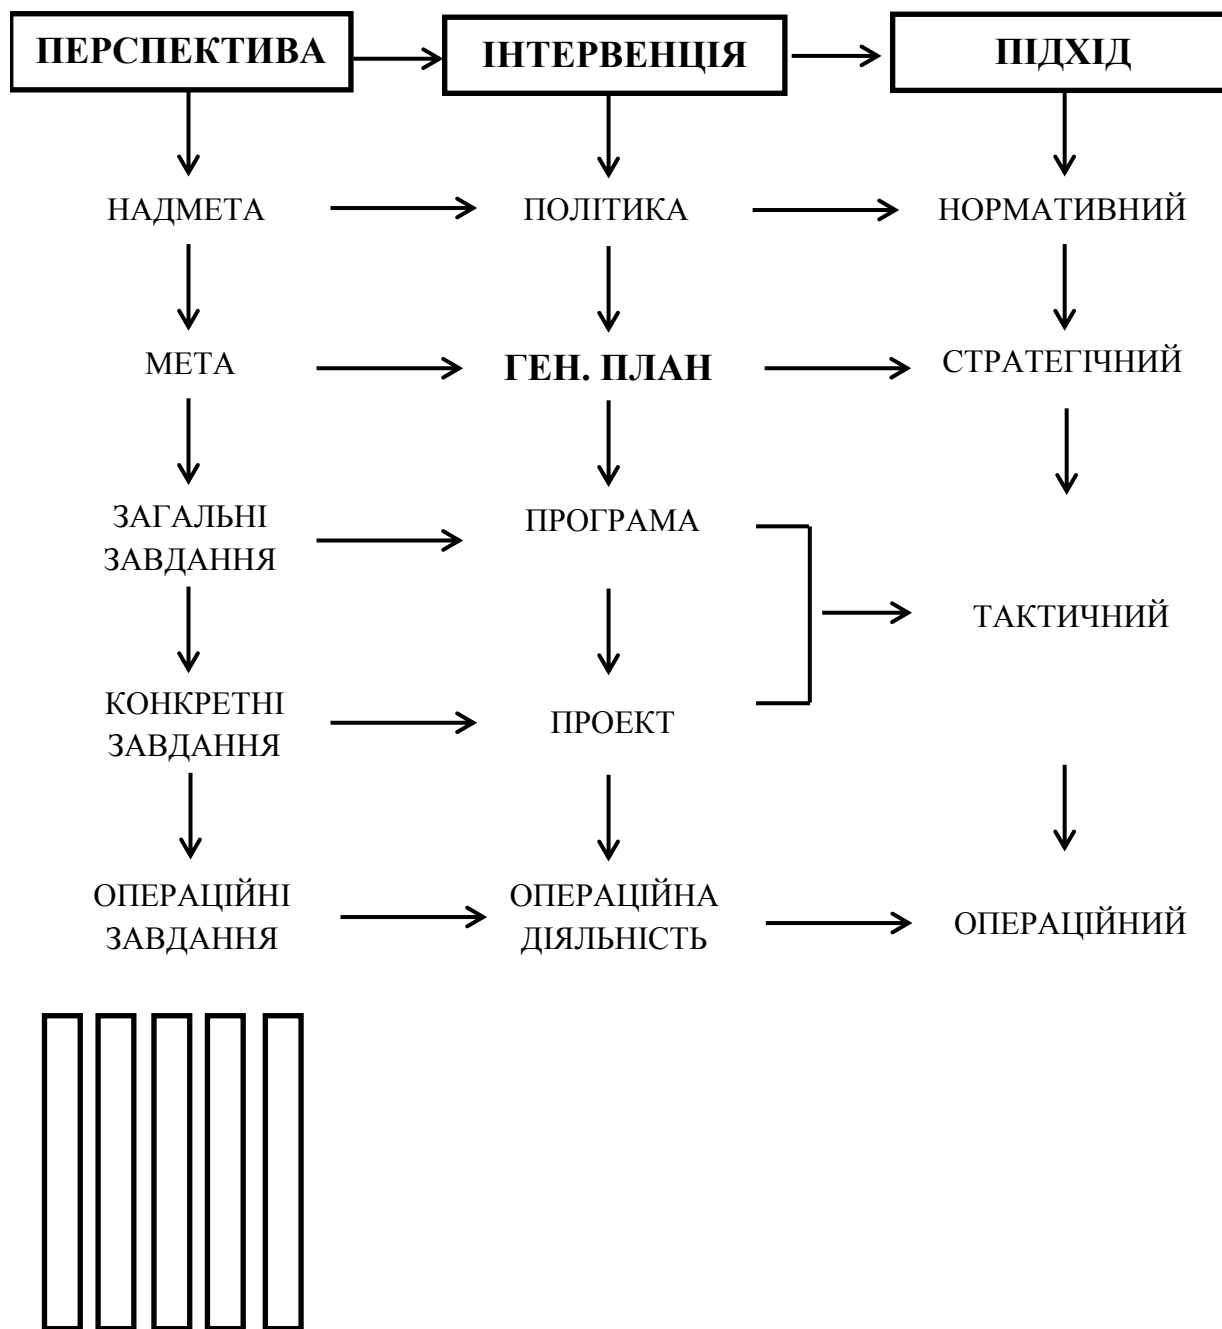 ПЕРСПЕКТИВА
ІНТЕРВЕНЦІЯ
ПІДХІД
НАДМЕТА
ПОЛІТИКА
НОРМАТИВНИЙ
МЕТА
ГЕН. ПЛАН
СТРАТЕГІЧНИЙ
ЗАГАЛЬНІ
ЗАВДАННЯ
ПРОГРАМА
ТАКТИЧНИЙ
КОНКРЕТНІ
ЗАВДАННЯ
ПРОЕКТ
ОПЕРАЦІЙНІ
ЗАВДАННЯ
ОПЕРАЦІЙНА
ДІЯЛЬНІСТЬ
ОПЕРАЦІЙНИЙ